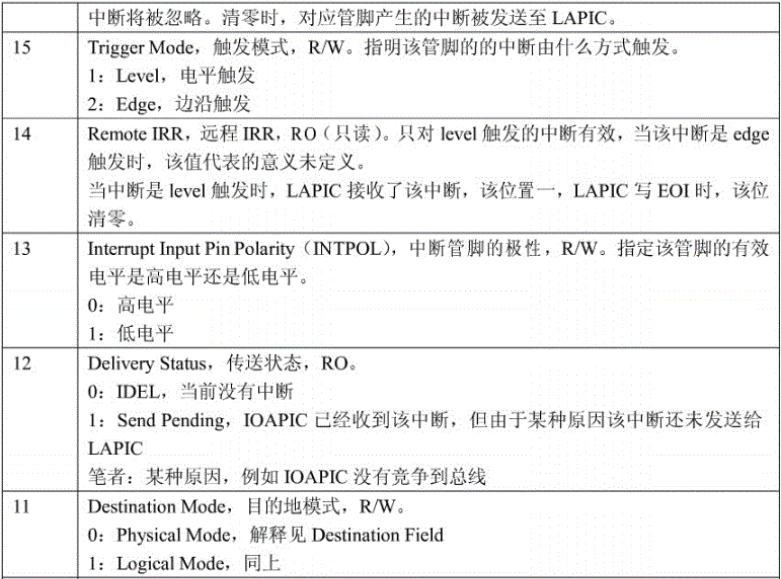 中断将被忽略。清零时，对应管脚产生的中断被发送至 LAPIC。
15 Trigger Mode，触发模式，R/W。指明该管脚的的中断由什么方式触发。
1：Level，电平触发
2：Edge，边沿触发
14 Remote IRR，远程 IRR，RO（只读）。只对 level 触发的中断有效，当该中断是 edge
触发时，该值代表的意义未定义。
当中断是 level 触发时，LAPIC 接收了该中断，该位置一，LAPIC 写 EOI 时，该位
清零。
13 Interrupt Input Pin Polarity（INTPOL），中断管脚的极性，R/W。指定该管脚的有效
电平是高电平还是低电平。
0：高电平
1：低电平
12 Delivery Status，传送状态，RO。
0：IDEL，当前没有中断
1：Send Pending，IOAPIC 已经收到该中断，但由于某种原因该中断还未发送给
LAPIC
笔者：某种原因，例如 IOAPIC 没有竞争到总线
11 Destination Mode，目的地模式，R/W。
0：Physical Mode，解释见 Destination Field
1：Logical Mode，同上